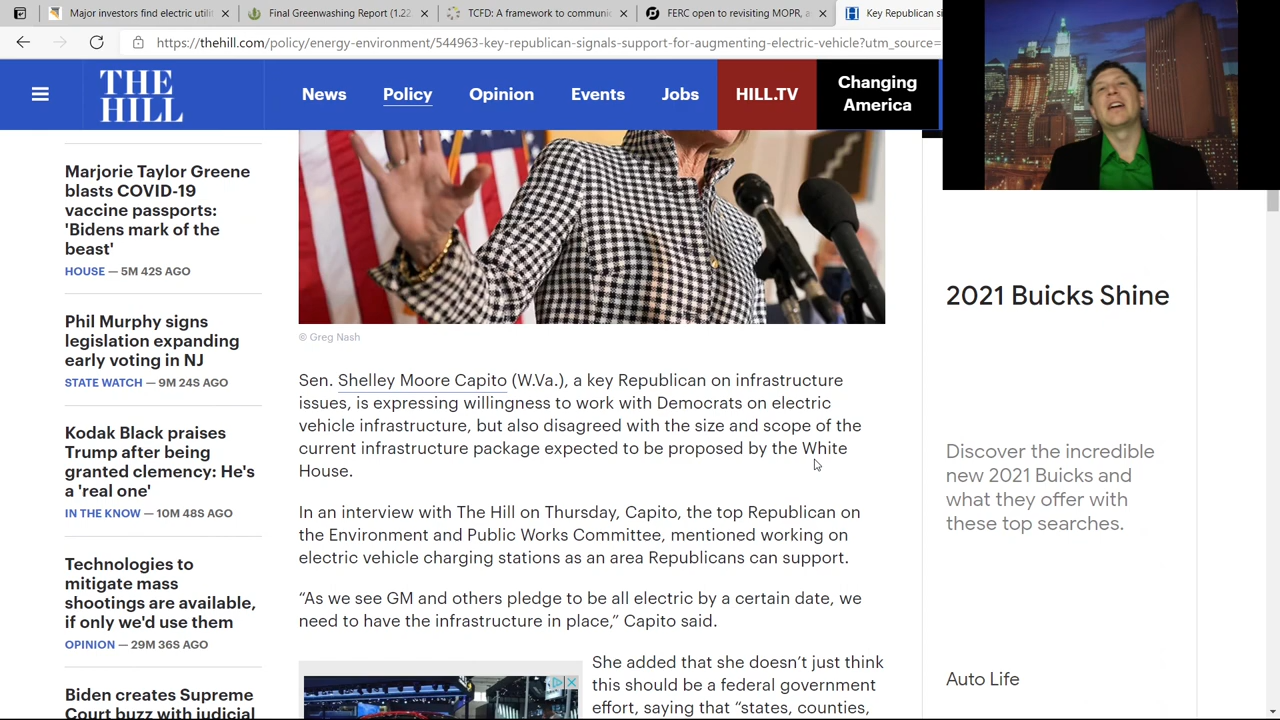 Major investors find electric utili
Final Greenwashing Report (1.22
TCFD: A framework to communic
FERC open to revisiting MOPR, a
Key Republican si
https://thehill.com/policy/energy-environment/544963-key-republican-signals-support-for-augmenting-electric-vehicle?utm_source=
THE
HILL
News
Policy
Opinion
Events
Jobs
HILL.TV
Changing
America
Marjorie Taylor Greene
blasts COVID-19
vaccine passports:
'Bidens mark of the
beast'
HOUSE — 5M 42S AGO
Phil Murphy signs
legislation expanding
early voting in NJ
STATE WATCH — 9M 24S AGO
Kodak Black praises
Trump after being
granted clemency: He's
a 'real one'
IN THE KNOW — 10M 48S AGO
Technologies to
mitigate mass
shootings are available,
if only we'd use them
OPINION — 29M 36S AGO
Biden creates Supreme
Court buzz with judicial
© Greg Nash
Sen. Shelley Moore Capito (W.Va.), a key Republican on infrastructure
issues, is expressing willingness to work with Democrats on electric
vehicle infrastructure, but also disagreed with the size and scope of the
current infrastructure package expected to be proposed by the White
House.
In an interview with The Hill on Thursday, Capito, the top Republican on
the Environment and Public Works Committee, mentioned working on
electric vehicle charging stations as an area Republicans can support.
“As we see GM and others pledge to be all electric by a certain date, we
need to have the infrastructure in place,” Capito said.
She added that she doesn’t just think
this should be a federal government
effort, saying that “states, counties,
2021 Buicks Shine
Discover the incredible
new 2021 Buicks and
what they offer with
these top searches.
Auto Life